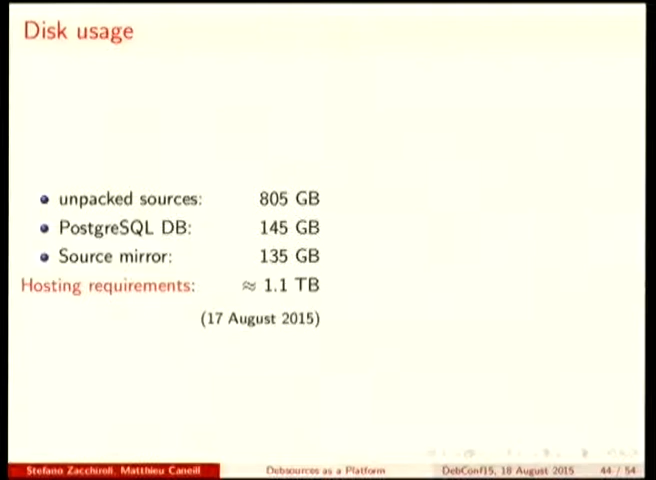 Disk usage
unpacked sources: 805 GB
PostgreSQL DB: 145 GB
Source mirror: 135 GB
Hosting requirements: ≈ 1.1 TB
(17 August 2015)
Stefano Zacchiroli, Matthieu Caneill Debsources as a Platform DebConf15, 18 August 2015 44 / 54